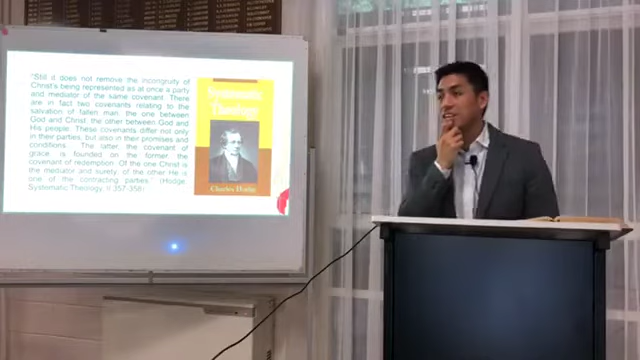 "Still it does not remove the incongruity of
Christ's being represented as at once a party
and mediator of the same covenant. There
are in fact two covenants relating to the
salvation of fallen man, the one between
God and Christ, the other between God and
His people. These covenants differ not only
in their parties, but also in their promises and
conditions. The latter, the covenant of
grace, is founded on the former, the
covenant of redemption. Of the one Christ is
the mediator and surety; of the other He is
one of the contracting parties." (Hodge,
Systematic Theology, II.357-358)
Systematic
Theology
Charles Hodge